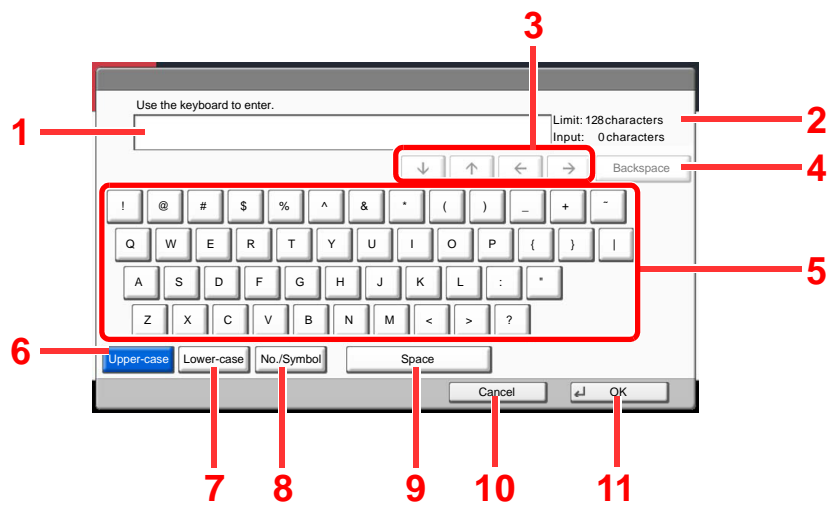 3
Use the keyboard to enter.
1
Limit: 128 characters
2
Input: 0 characters
↓ ↑ ← → Backspace
4
! @ # $ % ^ & * ( ) _ + ~
Q W E R T Y U I O P { } |
A S D F G H J K L : "
5
Z X C V B N M < > ?
6
Upper-case Lower-case No./Symbol Space
Cancel ↵ OK
7 8 9 10 11